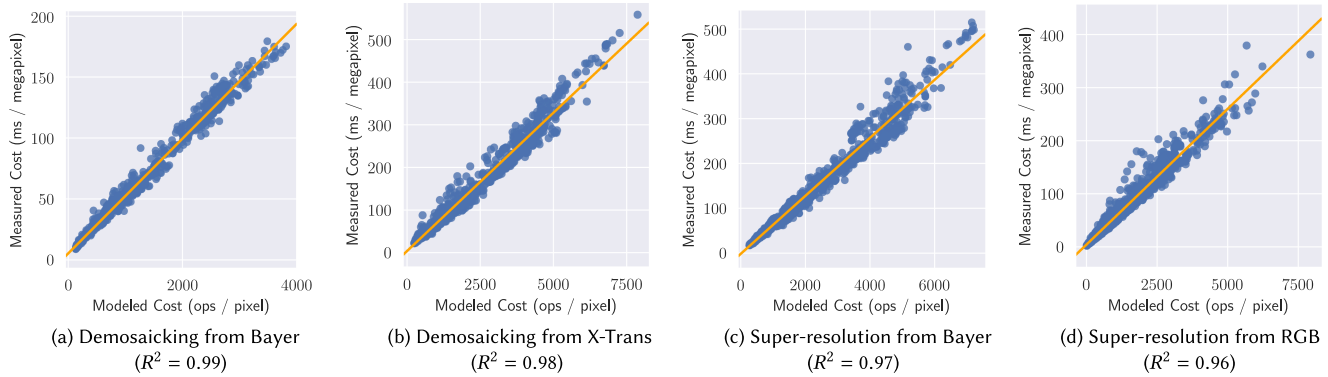 Measured Cost (ms / megapixel)
200
150
100
50
0
0 2000 4000
Modeled Cost (ops / pixel)
(a) Demosaicking from Bayer
(R² = 0.99)
Measured Cost (ms / megapixel)
500
400
300
200
100
0
0 2500 5000 7500
Modeled Cost (ops / pixel)
(b) Demosaicking from X-Trans
(R² = 0.98)
Measured Cost (ms / megapixel)
500
400
300
200
100
0
0 2000 4000 6000
Modeled Cost (ops / pixel)
(c) Super-resolution from Bayer
(R² = 0.97)
Measured Cost (ms / megapixel)
400
300
200
100
0
0 2500 5000 7500
Modeled Cost (ops / pixel)
(d) Super-resolution from RGB
(R² = 0.96)